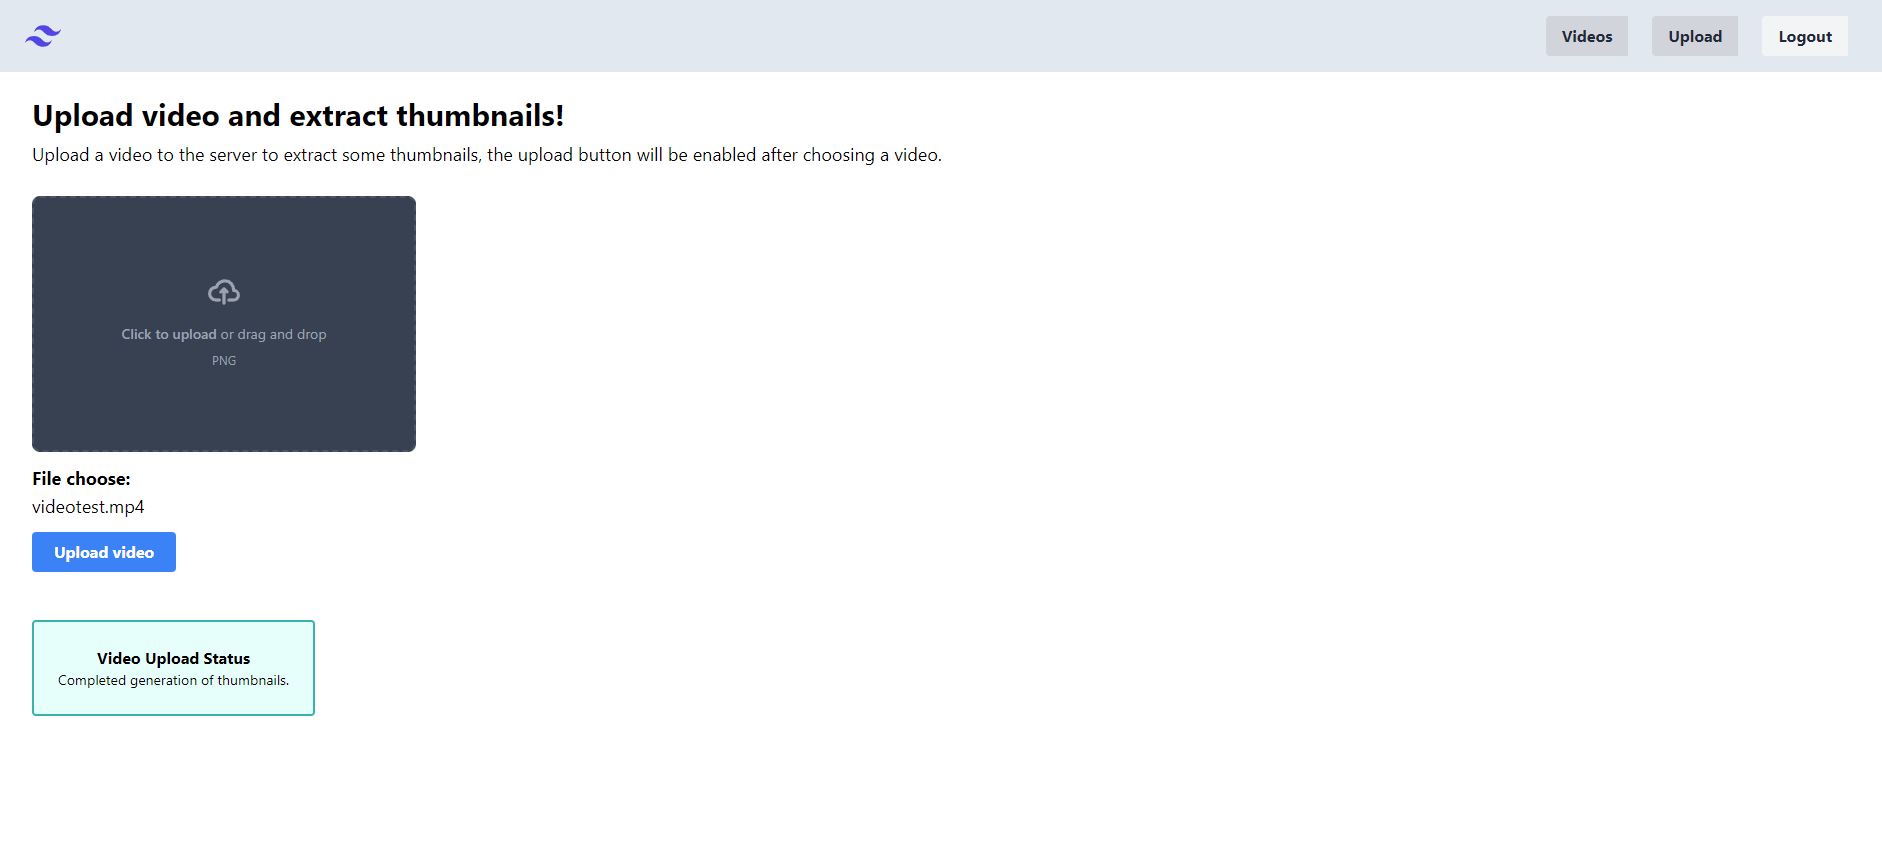 Videos
Upload
Logout
Upload video and extract thumbnails!
Upload a video to the server to extract some thumbnails, the upload button will be enabled after choosing a video.
Click to upload or drag and drop
PNG
File choose:
videotest.mp4
Upload video
Video Upload Status
Completed generation of thumbnails.